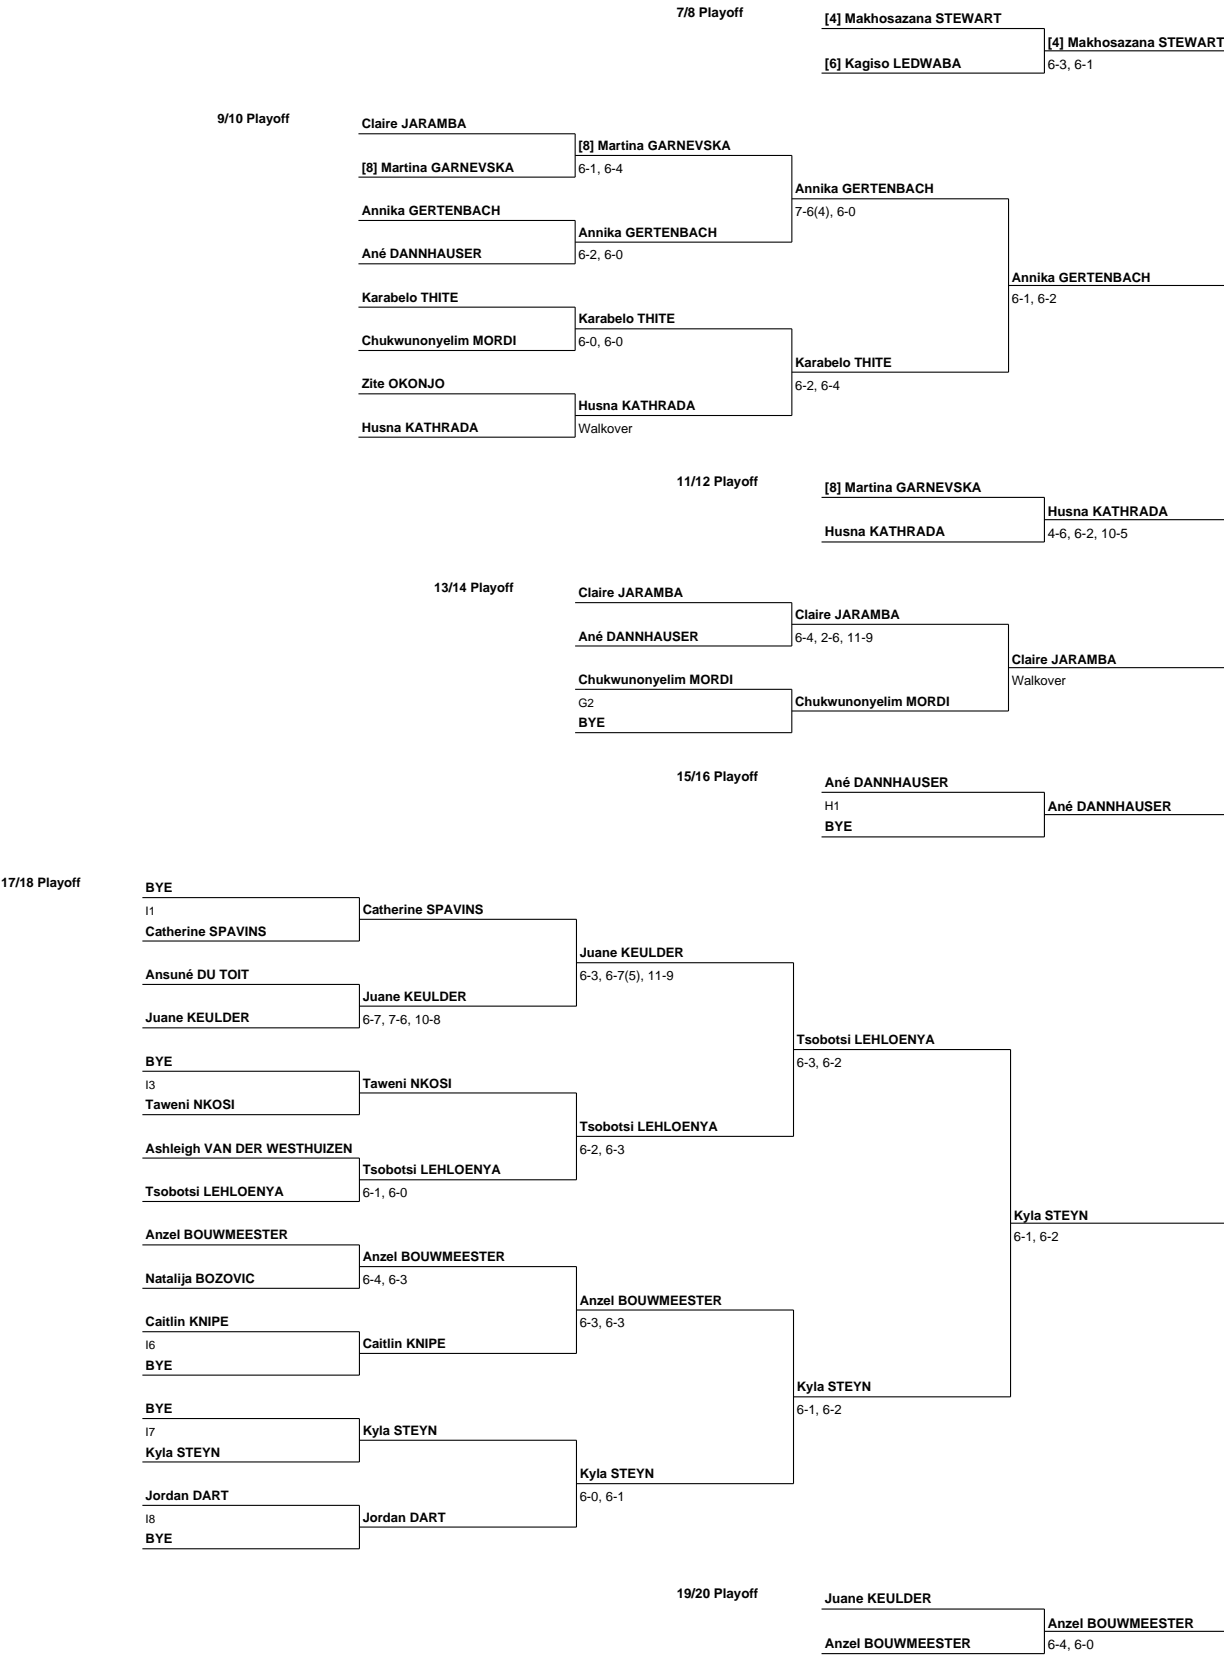 7/8 Playoff
[4] Makhosazana STEWART
[4] Makhosazana STEWART
[6] Kagiso LEDWABA
6-3, 6-1
9/10 Playoff
Claire JARAMBA
[8] Martina GARNEVSKA
[8] Martina GARNEVSKA
6-1, 6-4
Annika GERTENBACH
Annika GERTENBACH
7-6(4), 6-0
Annika GERTENBACH
Ané DANNHAUSER
6-2, 6-0
Annika GERTENBACH
6-1, 6-2
Karabelo THITE
Karabelo THITE
Chukwunonyelim MORDI
6-0, 6-0
Karabelo THITE
6-2, 6-4
Zite OKONJO
Husna KATHRADA
Husna KATHRADA
Walkover
11/12 Playoff
[8] Martina GARNEVSKA
Husna KATHRADA
Husna KATHRADA
4-6, 6-2, 10-5
13/14 Playoff
Claire JARAMBA
Claire JARAMBA
Ané DANNHAUSER
6-4, 2-6, 11-9
Claire JARAMBA
Walkover
Chukwunonyelim MORDI
G2
Chukwunonyelim MORDI
BYE
15/16 Playoff
Ané DANNHAUSER
H1
Ané DANNHAUSER
BYE
17/18 Playoff
BYE
I1
Catherine SPAVINS
Catherine SPAVINS
Juane KEULDER
6-3, 6-7(5), 11-9
Ansuné DU TOIT
Juane KEULDER
Juane KEULDER
6-7, 7-6, 10-8
Tsobotsi LEHLOENYA
6-3, 6-2
BYE
I3
Taweni NKOSI
Taweni NKOSI
Tsobotsi LEHLOENYA
6-2, 6-3
Ashleigh VAN DER WESTHUIZEN
Tsobotsi LEHLOENYA
Tsobotsi LEHLOENYA
6-1, 6-0
Kyla STEYN
6-1, 6-2
Anzel BOUWMEESTER
Anzel BOUWMEESTER
Natalija BOZOVIC
6-4, 6-3
Anzel BOUWMEESTER
6-3, 6-3
Caitlin KNIPE
I6
Caitlin KNIPE
BYE
Kyla STEYN
6-1, 6-2
BYE
I7
Kyla STEYN
Kyla STEYN
Kyla STEYN
6-0, 6-1
Jordan DART
I8
Jordan DART
BYE
19/20 Playoff
Juane KEULDER
Anzel BOUWMEESTER
Anzel BOUWMEESTER
6-4, 6-0